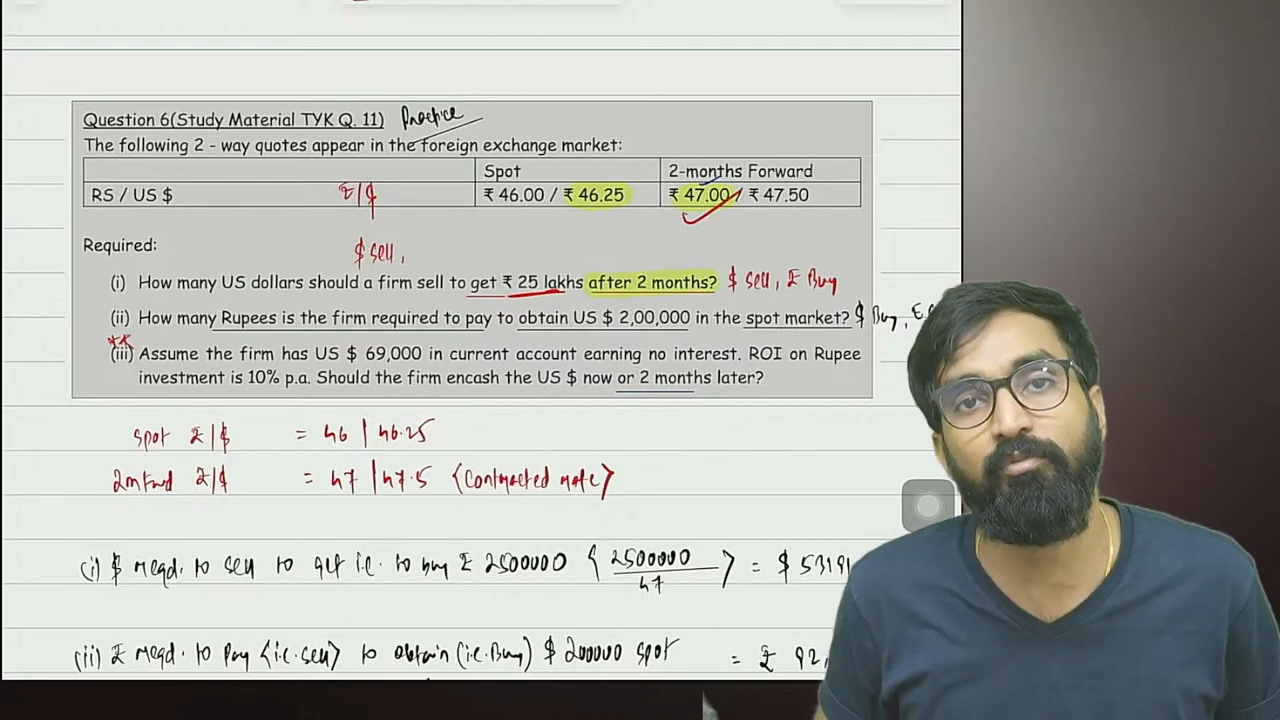 Question 6(Study Material TYK Q. 11) Practice
The following 2 - way quotes appear in the foreign exchange market:
Spot 2-months Forward
RS / US $ ₹/$ ₹ 46.00 / ₹ 46.25 ₹ 47.00 / ₹ 47.50
Required:
$ sell,
(i) How many US dollars should a firm sell to get ₹ 25 lakhs after 2 months? $ sell, ₹ Buy
(ii) How many Rupees is the firm required to pay to obtain US $ 2,00,000 in the spot market? $ Buy,
**
(iii) Assume the firm has US $ 69,000 in current account earning no interest. ROI on Rupee
investment is 10% p.a. Should the firm encash the US $ now or 2 months later?
spot ₹/$ = 46 / 46.25
2m Fwd ₹/$ = 47 / 47.5 (Contracted rate)
(i) $ reqd. to sell to get i.e. to buy ₹ 2500000 (2500000/47) = $ 53191
(ii) ₹ reqd. to pay (i.e. sell) to obtain (i.e. Buy) $ 200000 spot = ₹ 92,